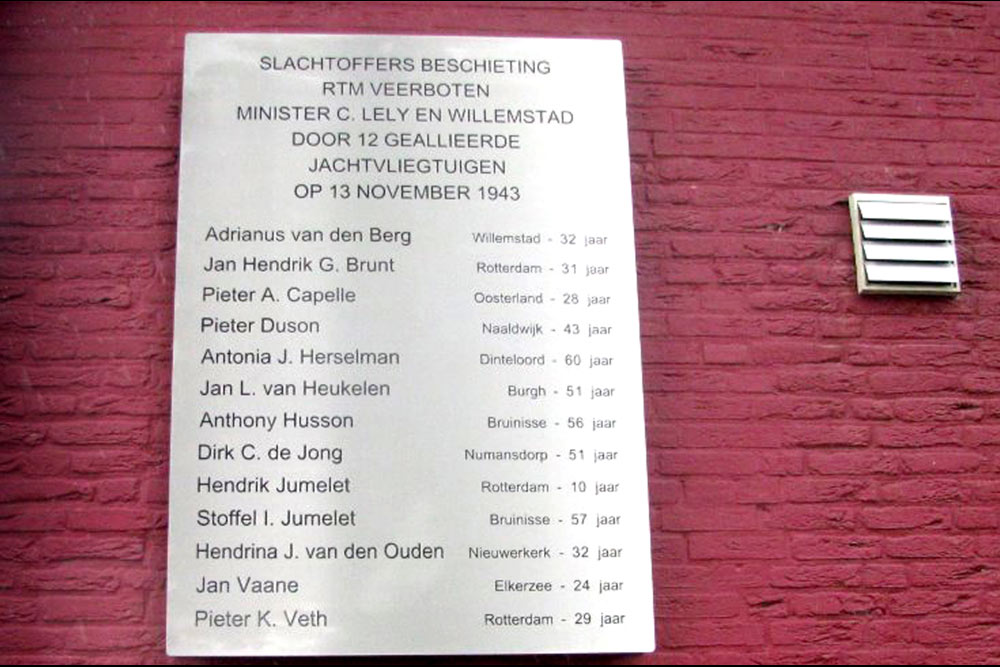 SLACHTOFFERS BESCHIETING
RTM VEERBOTEN
MINISTER C. LELY EN WILLEMSTAD
DOOR 12 GEALLIEERDE
JACHTVLIEGTUIGEN
OP 13 NOVEMBER 1943
Adrianus van den Berg Willemstad - 32 jaar
Jan Hendrik G. Brunt Rotterdam - 31 jaar
Pieter A. Capelle Oosterland - 28 jaar
Pieter Duson Naaldwijk - 43 jaar
Antonia J. Herselman Dinteloord - 60 jaar
Jan L. van Heukelen Burgh - 51 jaar
Anthony Husson Bruinisse - 56 jaar
Dirk C. de Jong Numansdorp - 51 jaar
Hendrik Jumelet Rotterdam - 10 jaar
Stoffel I. Jumelet Bruinisse - 57 jaar
Hendrina J. van den Ouden Nieuwerkerk - 32 jaar
Jan Vaane Elkerzee - 24 jaar
Pieter K. Veth Rotterdam - 29 jaar